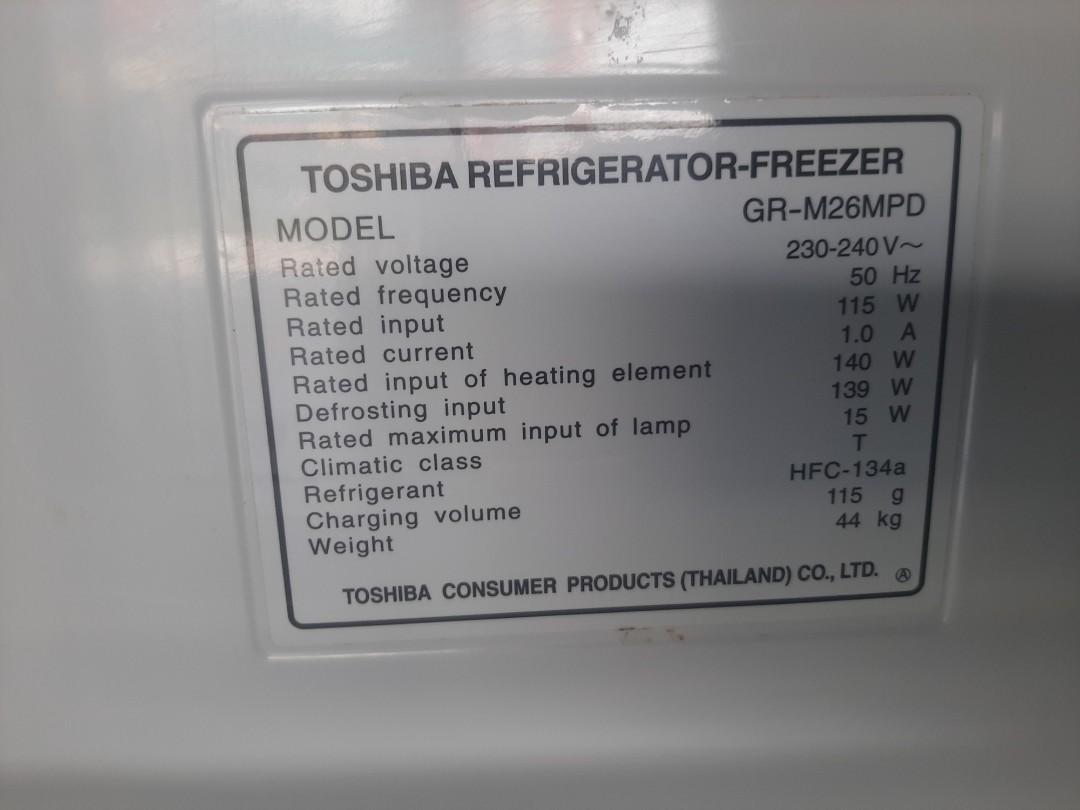 TOSHIBA REFRIGERATOR-FREEZER
MODEL GR-M26MPD
Rated voltage 230-240V~
Rated frequency 50 Hz
Rated input 115 W
Rated current 1.0 A
Rated input of heating element 140 W
Defrosting input 139 W
Rated maximum input of lamp 15 W
Climatic class T
Refrigerant HFC-134a
Charging volume 115 g
Weight 44 kg
TOSHIBA CONSUMER PRODUCTS (THAILAND) CO., LTD. Ⓐ